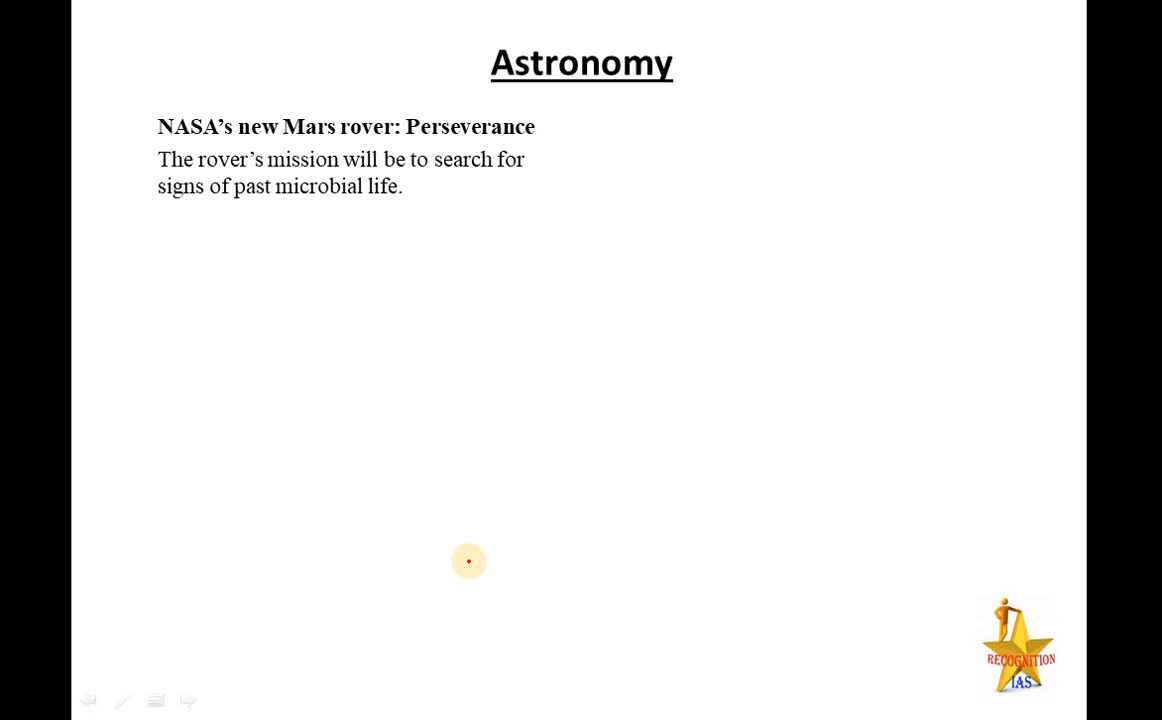 Astronomy
NASA’s new Mars rover: Perseverance
The rover’s mission will be to search for
signs of past microbial life.
RECOGNITION
IAS